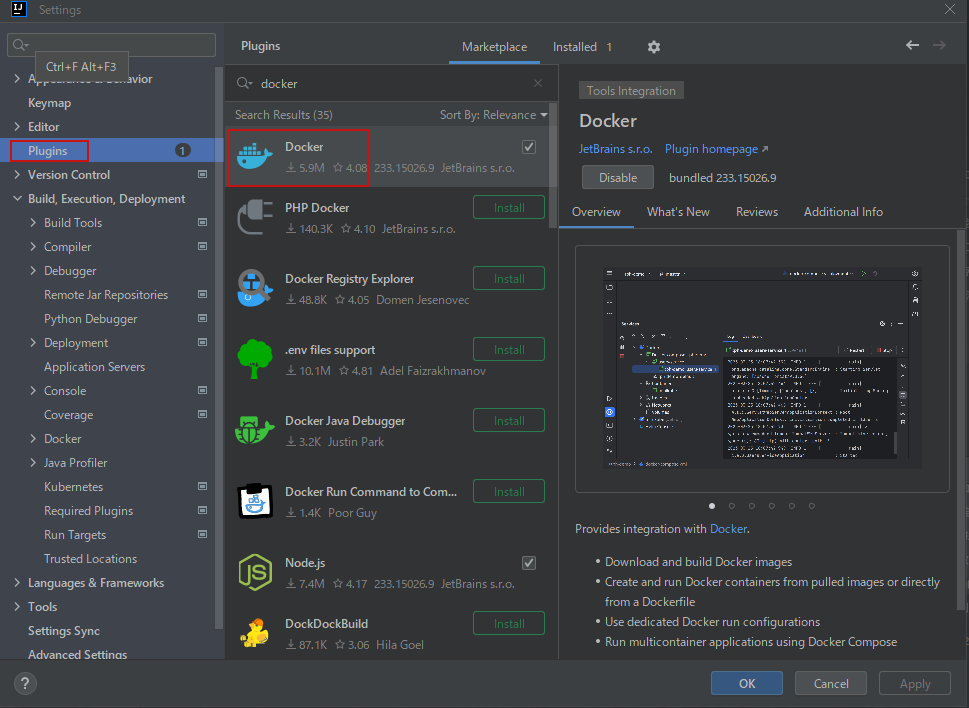 IJ
Settings
Ctrl+F Alt+F3
Appearance & Behavior
Keymap
Editor
Plugins
1
Version Control
Build, Execution, Deployment
Build Tools
Compiler
Debugger
Remote Jar Repositories
Python Debugger
Deployment
Application Servers
Console
Coverage
Docker
Java Profiler
Kubernetes
Required Plugins
Run Targets
Trusted Locations
Languages & Frameworks
Tools
Settings Sync
Advanced Settings
Plugins
Marketplace
Installed 1
docker
Search Results (35)
Sort By: Relevance
Docker
5.9M 4.08 233.15026.9 JetBrains s.r.o.
PHP Docker
Install
140.3K 4.10 JetBrains s.r.o.
Docker Registry Explorer
Install
48.8K 4.05 Domen Jesenovec
.env files support
Install
10.1M 4.81 Adel Faizrakhmanov
Docker Java Debugger
Install
3.2K Justin Park
Docker Run Command to Com...
Install
1.4K Poor Guy
JS
Node.js
7.4M 4.17 233.15026.9 JetBrains s.r.o.
DockDockBuild
Install
87.1K 3.06 Hila Goel
Tools Integration
Docker
JetBrains s.r.o. Plugin homepage
Disable
bundled 233.15026.9
Overview
What's New
Reviews
Additional Info
Services
Provides integration with Docker.
• Download and build Docker images
• Create and run Docker containers from pulled images or directly
from a Dockerfile
• Use dedicated Docker run configurations
• Run multicontainer applications using Docker Compose
?
OK
Cancel
Apply